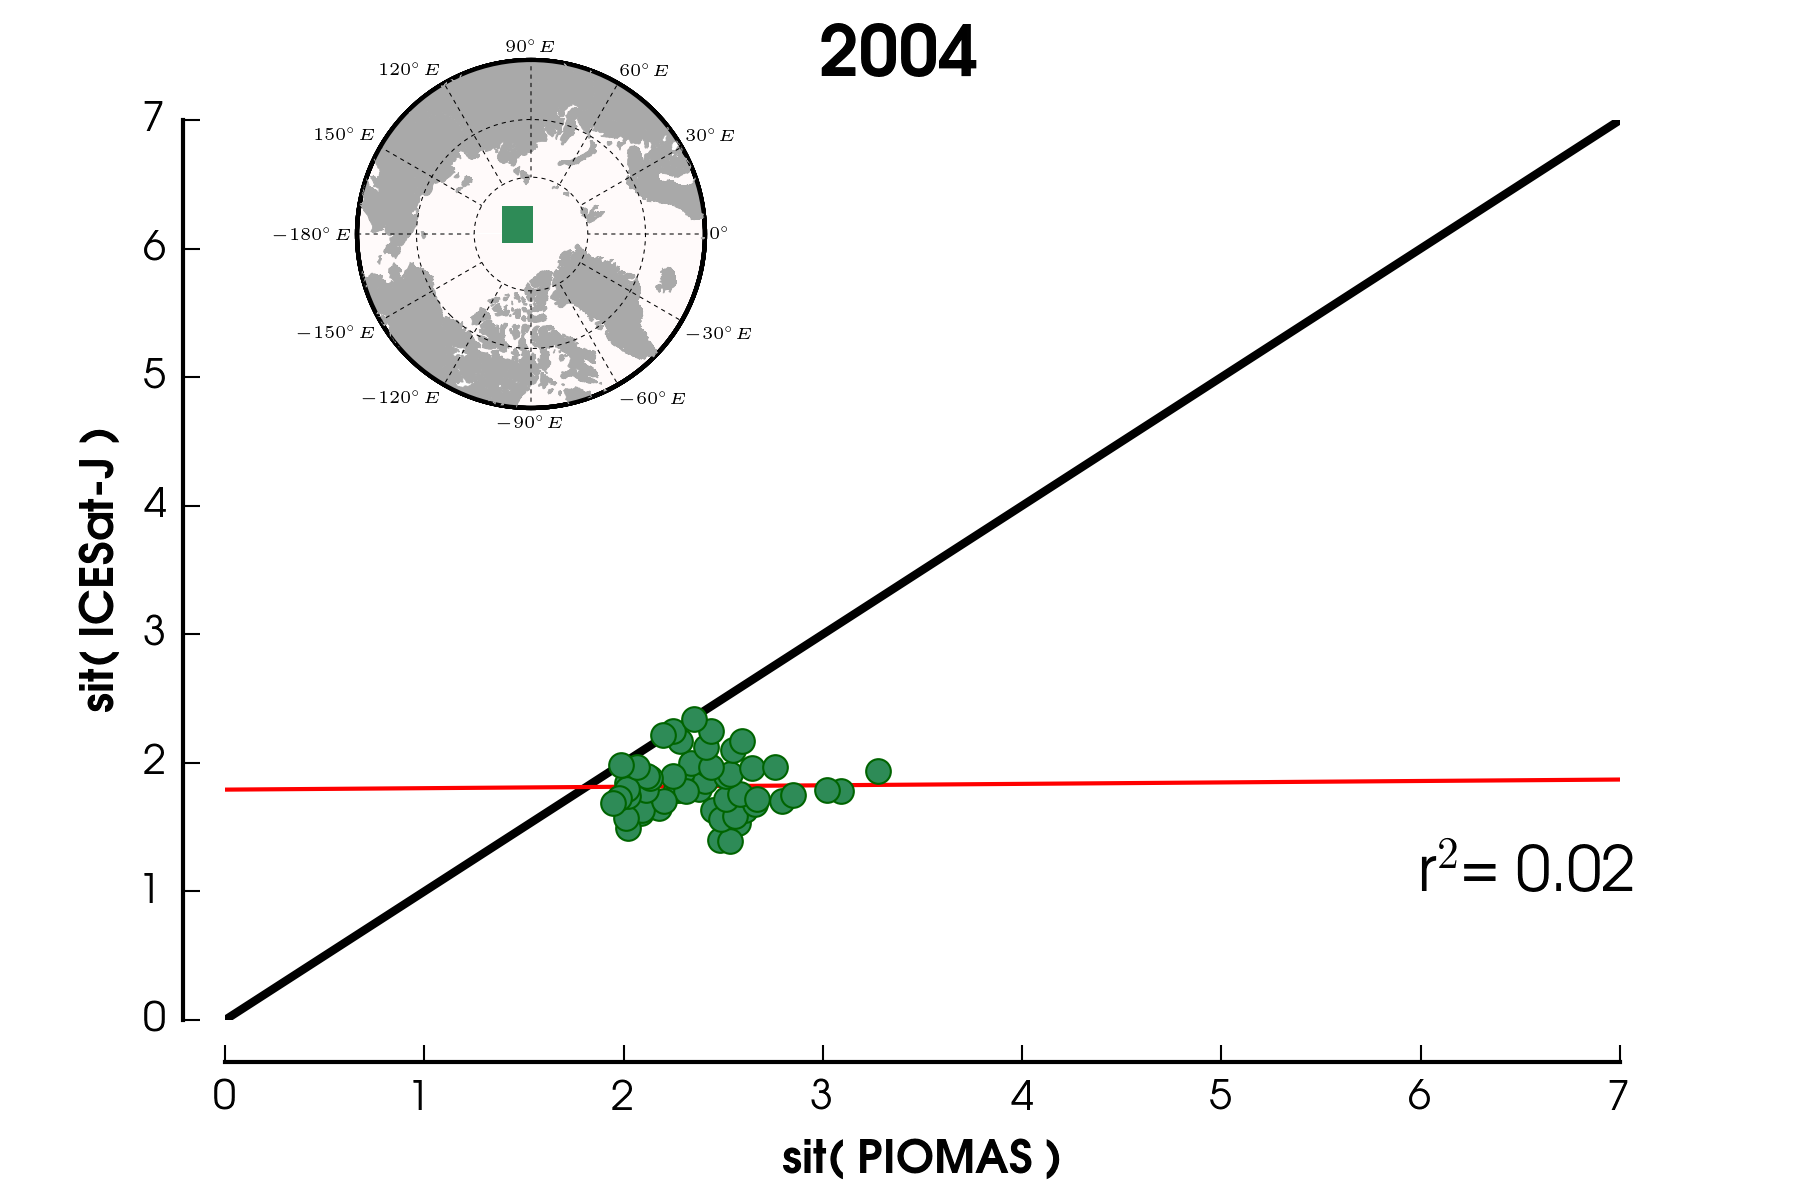 2004
90° E
120° E
60° E
150° E
30° E
−180° E
0°
−150° E
−30° E
−120° E
−60° E
−90° E
7
6
5
4
3
2
1
0
sit( ICESat-J )
r²= 0.02
0 1 2 3 4 5 6 7
sit( PIOMAS )